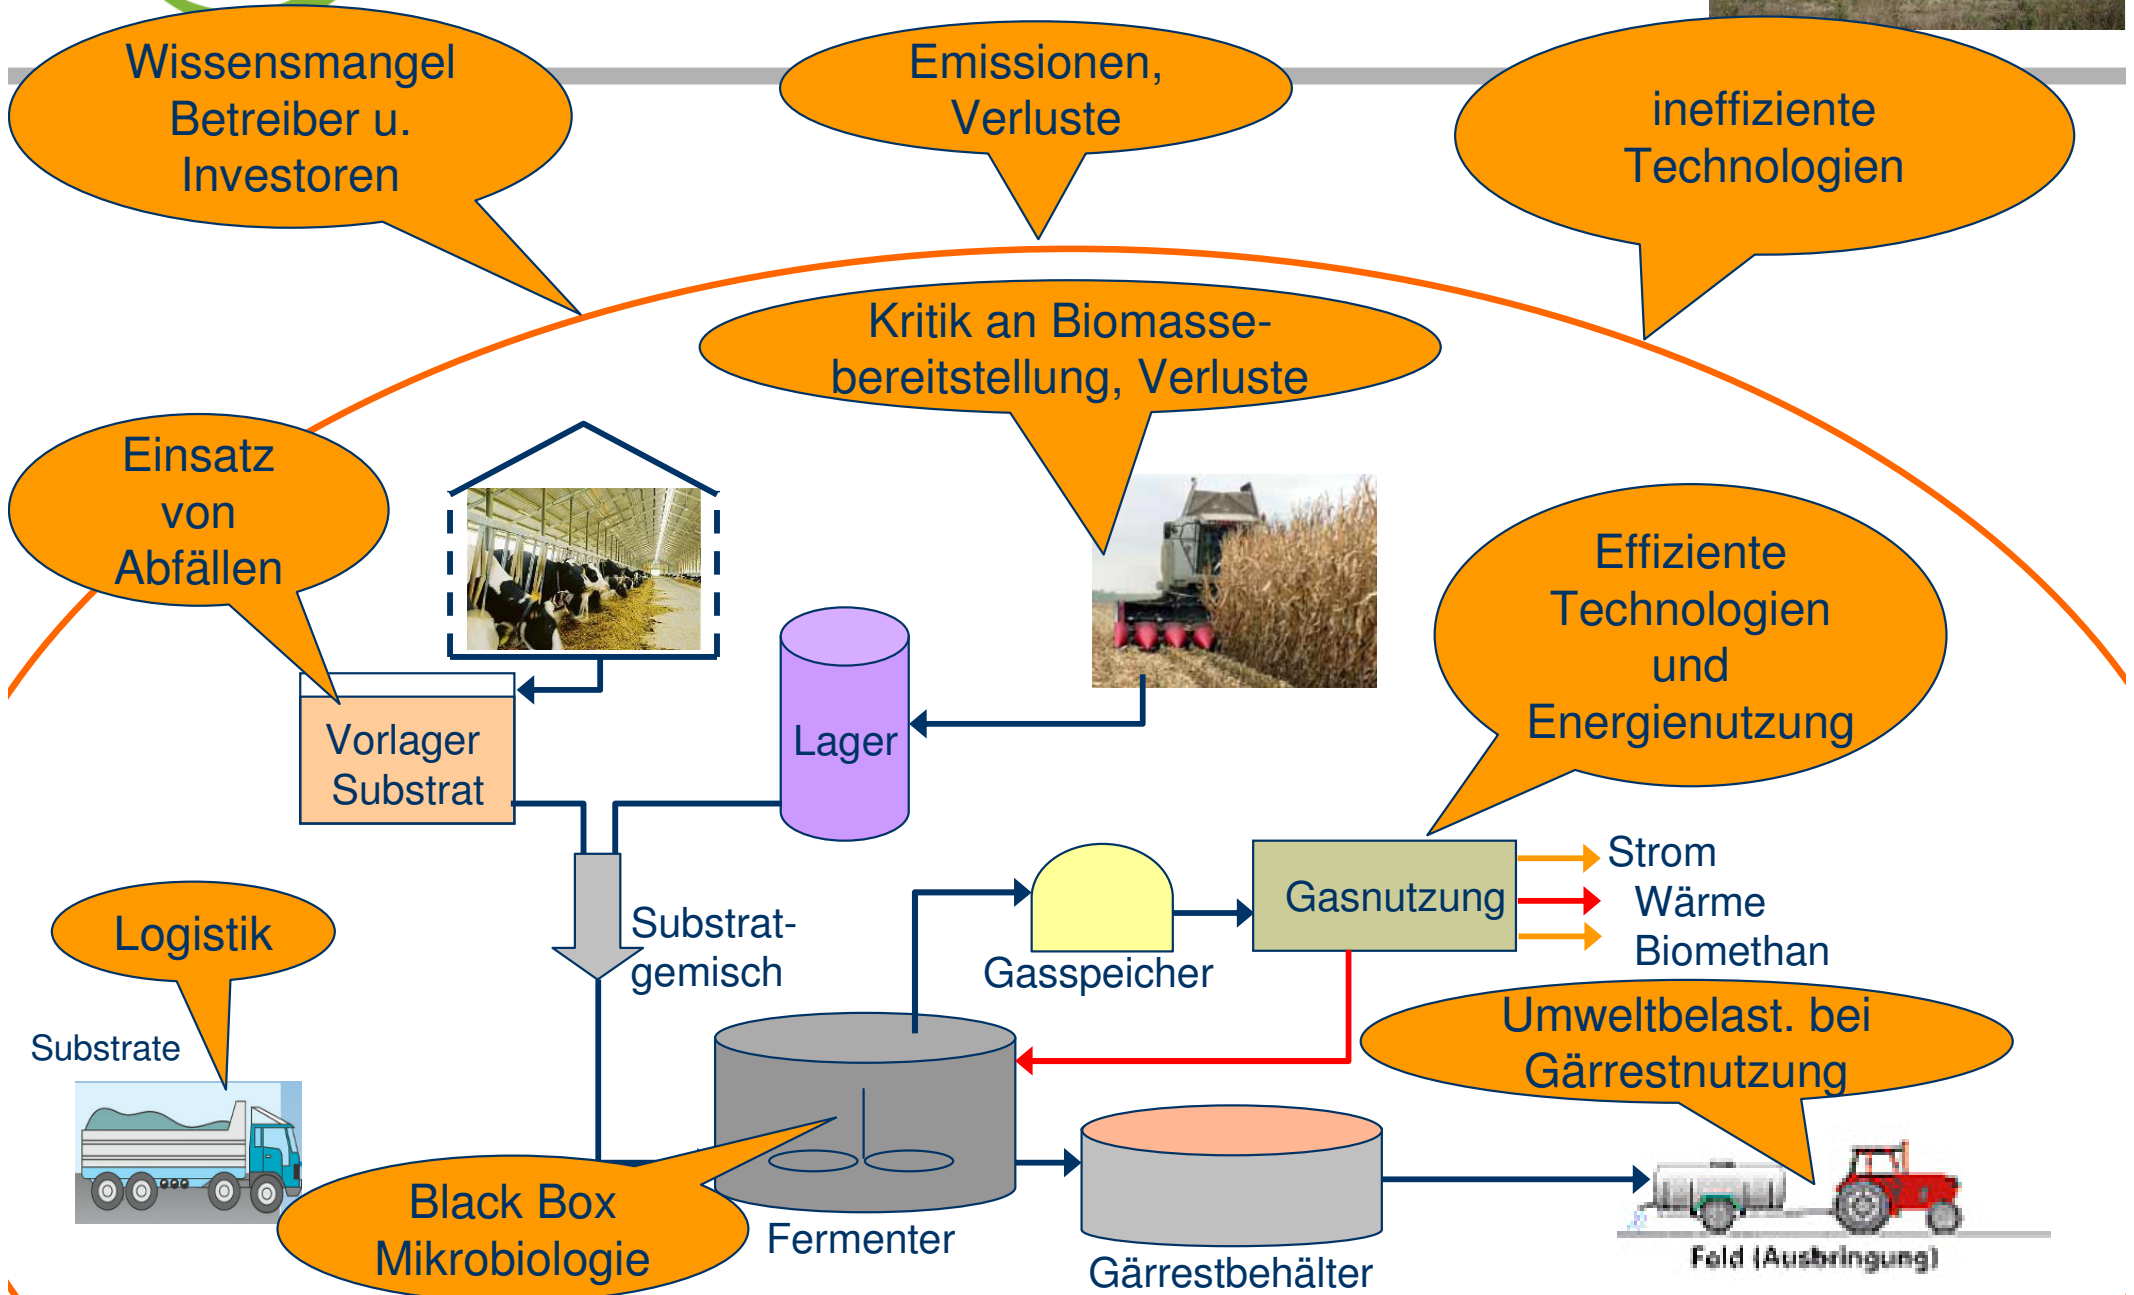 Wissensmangel
Betreiber u.
Investoren
Emissionen,
Verluste
ineffiziente
Technologien
Kritik an Biomasse-
bereitstellung, Verluste
Einsatz
von
Abfällen
Effiziente
Technologien
und
Energienutzung
Vorlager
Substrat
Lager
Strom
Wärme
Biomethan
Gasnutzung
Logistik
Substrat-
gemisch
Gasspeicher
Substrate
Umweltbelast. bei
Gärrestnutzung
Black Box
Mikrobiologie
Fermenter
Gärrestbehälter
Feld (Ausbringung)